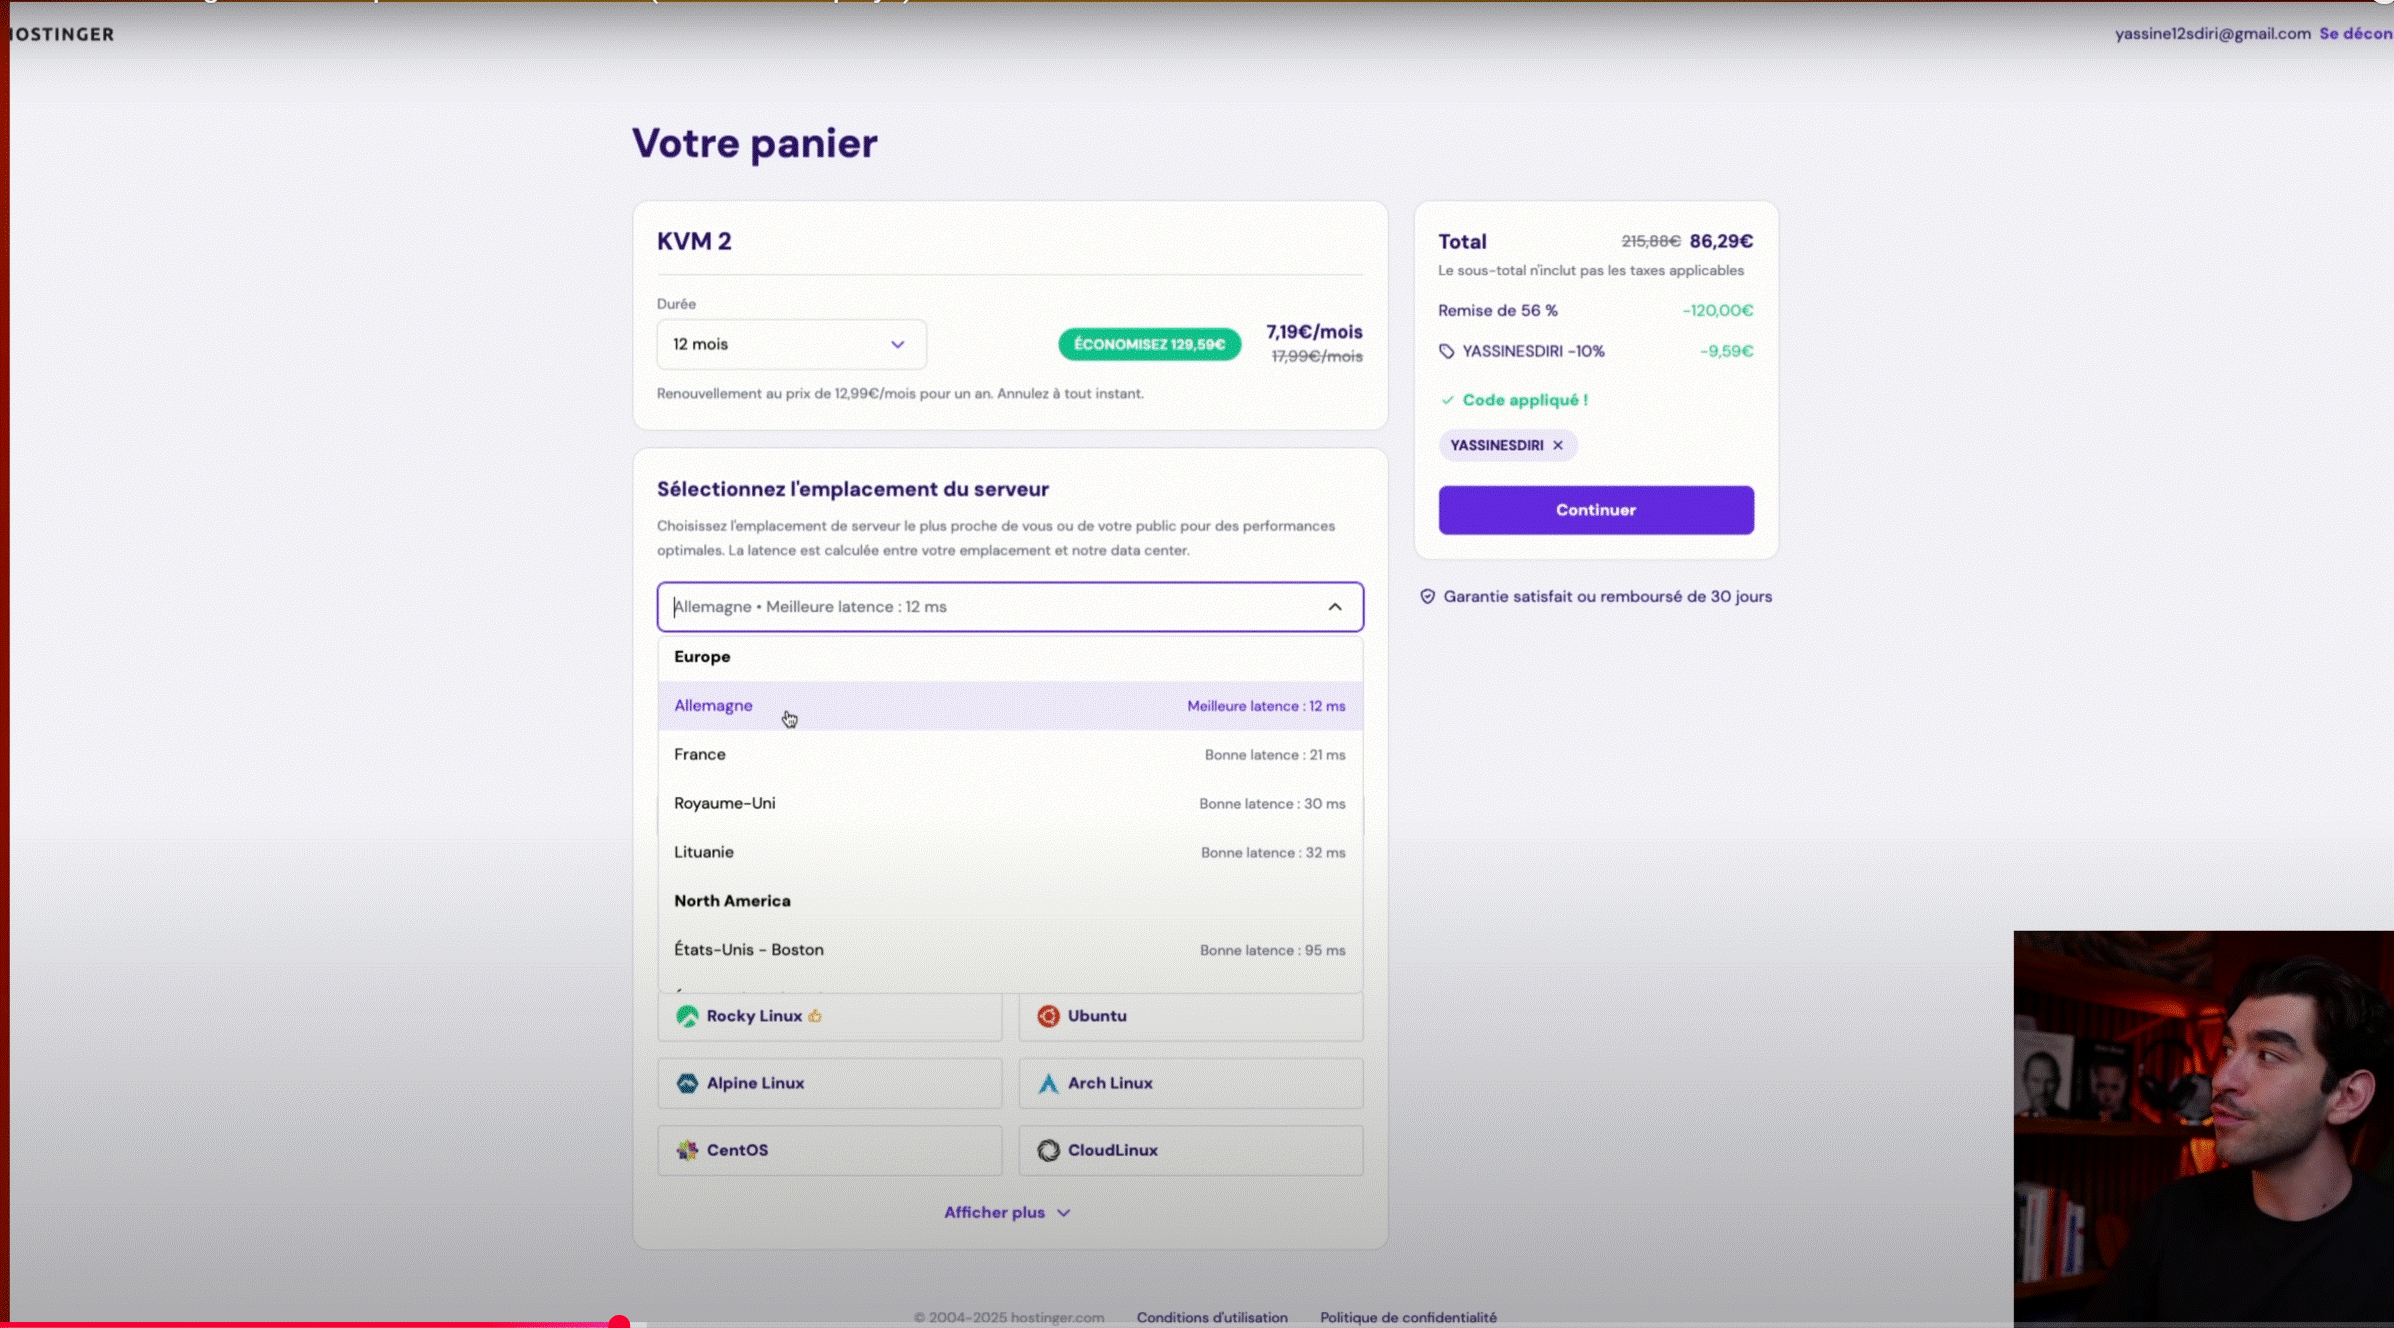 HOSTINGER
yassine12sdiri@gmail.com Se décon
Votre panier
KVM 2
Durée
12 mois
ÉCONOMISEZ 129,59€
7,19€/mois
17,99€/mois
Renouvellement au prix de 12,99€/mois pour un an. Annulez à tout instant.
Total 215,88€ 86,29€
Le sous-total n'inclut pas les taxes applicables
Remise de 56 % -120,00€
YASSINESDIRI -10% -9,59€
Code appliqué !
YASSINESDIRI
Continuer
Garantie satisfait ou remboursé de 30 jours
Sélectionnez l'emplacement du serveur
Choisissez l'emplacement de serveur le plus proche de vous ou de votre public pour des performances
optimales. La latence est calculée entre votre emplacement et notre data center.
Allemagne • Meilleure latence : 12 ms
Europe
Allemagne Meilleure latence : 12 ms
France Bonne latence : 21 ms
Royaume-Uni Bonne latence : 30 ms
Lituanie Bonne latence : 32 ms
North America
États-Unis - Boston Bonne latence : 95 ms
Rocky Linux Ubuntu
Alpine Linux Arch Linux
CentOS CloudLinux
Afficher plus
© 2004-2025 hostinger.com Conditions d'utilisation Politique de confidentialité